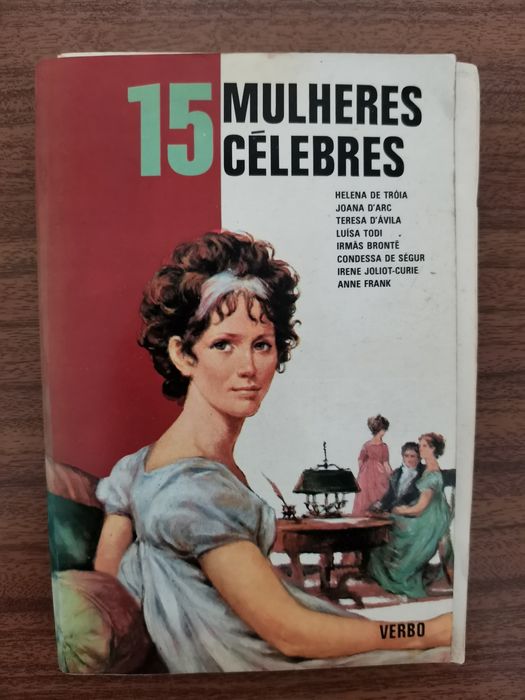 15 MULHERES
CÉLEBRES
HELENA DE TRÓIA
JOANA D'ARC
TERESA D'ÁVILA
LUÍSA TODI
IRMÃS BRONTË
CONDESSA DE SÉGUR
IRENE JOLIOT-CURIE
ANNE FRANK
VERBO